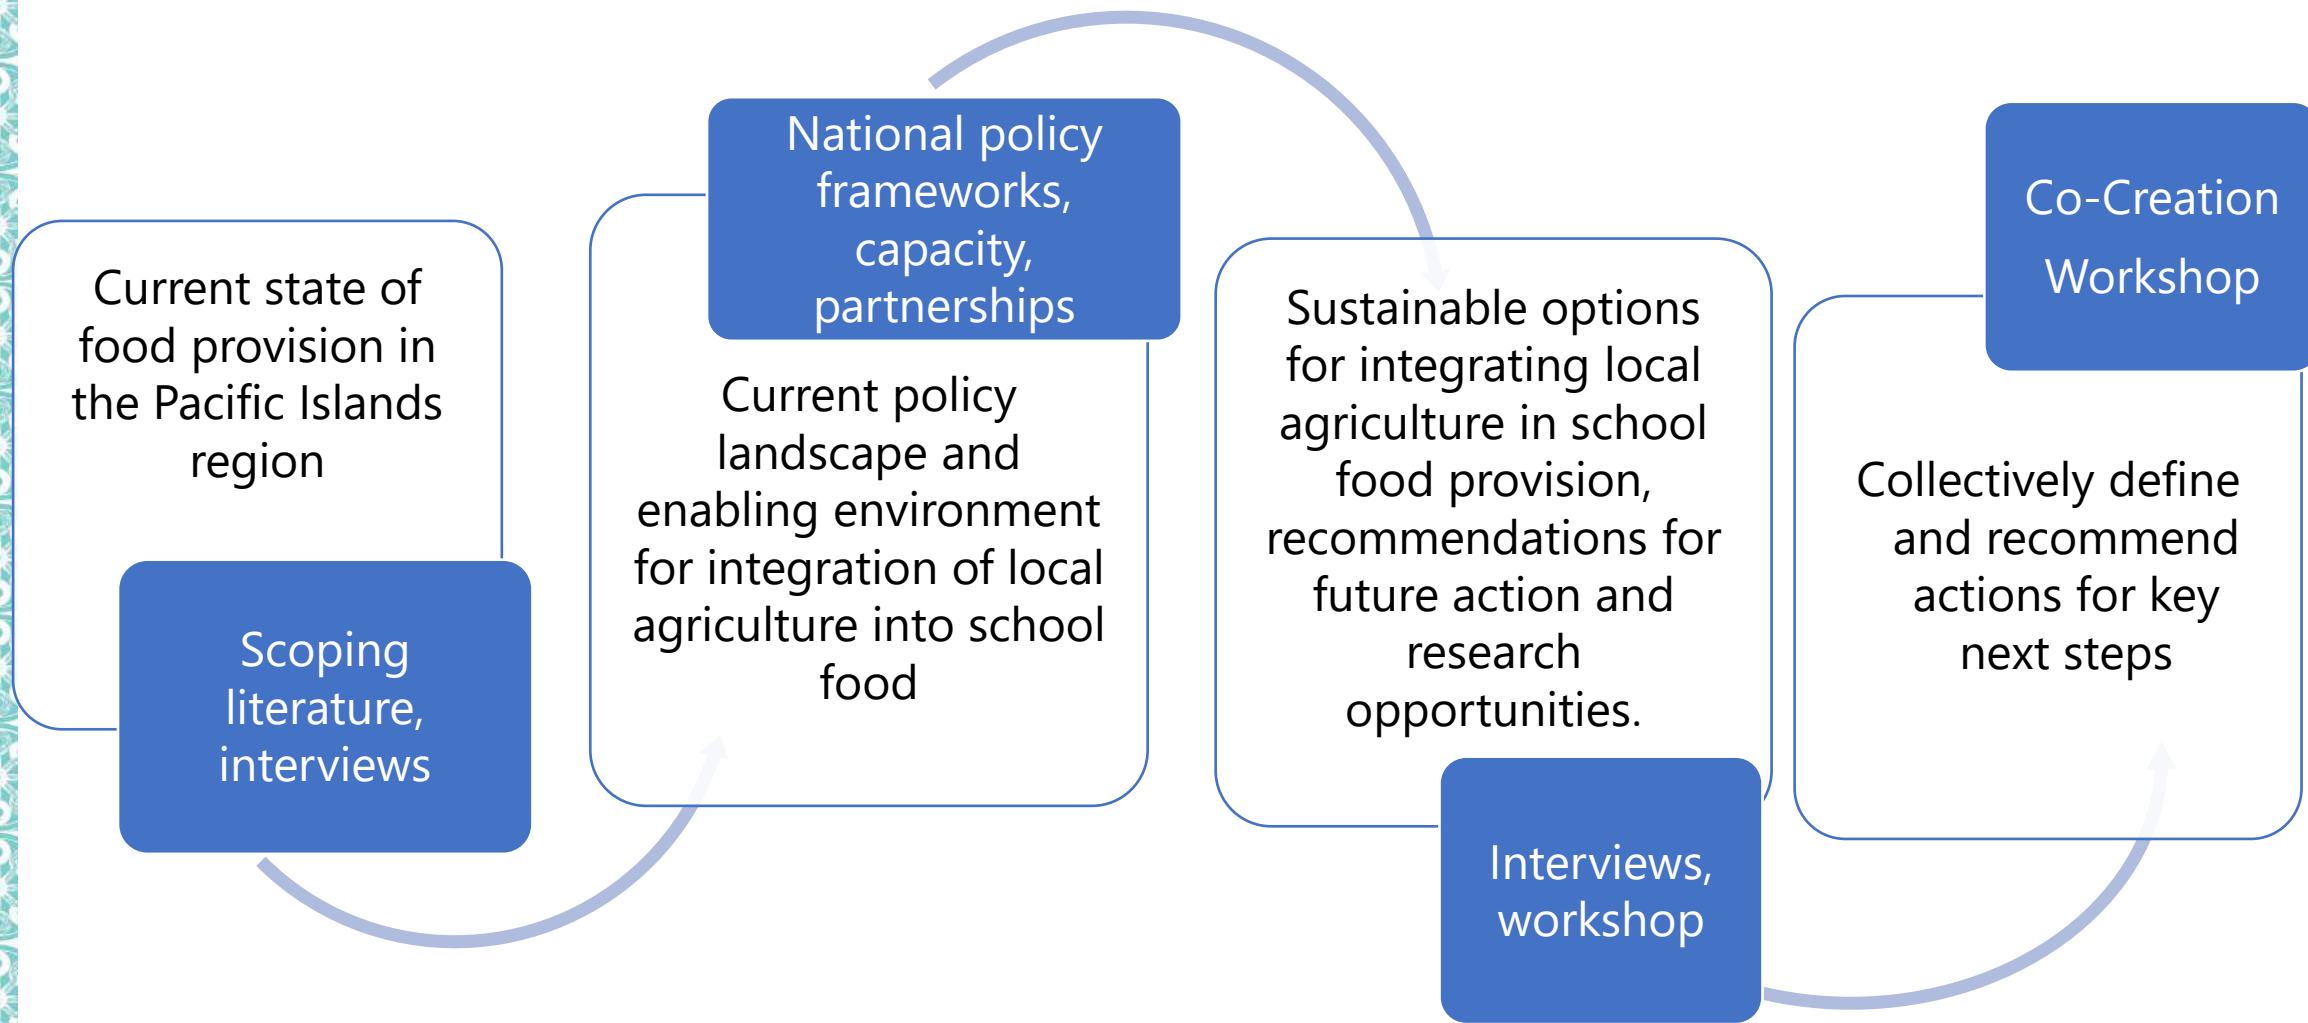 Current state of
food provision in
the Pacific Islands
region
Scoping
literature,
interviews
National policy
frameworks,
capacity,
partnerships
Current policy
landscape and
enabling environment
for integration of local
agriculture into school
food
Sustainable options
for integrating local
agriculture in school
food provision,
recommendations for
future action and
research
opportunities.
Interviews,
workshop
Co-Creation
Workshop
Collectively define
and recommend
actions for key
next steps